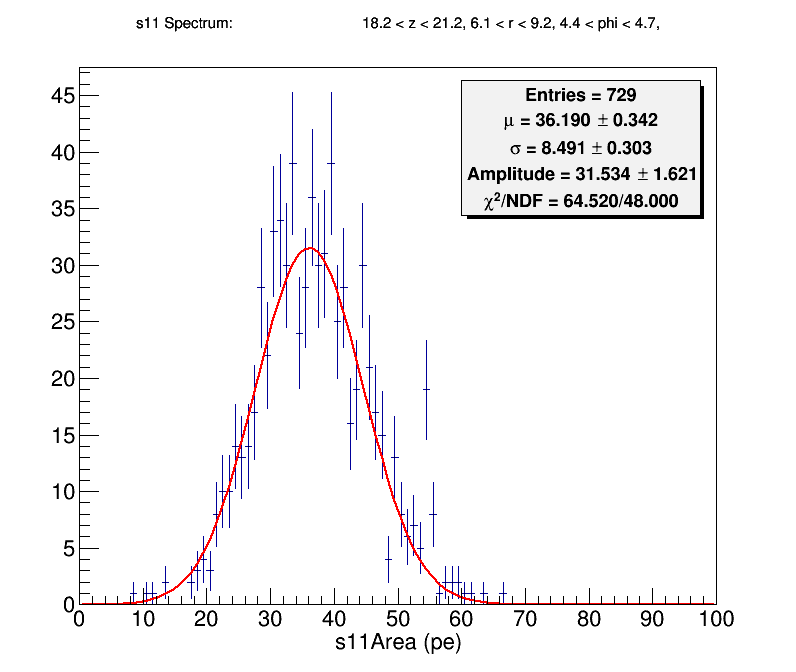 s11 Spectrum: 18.2 < z < 21.2, 6.1 < r < 9.2, 4.4 < phi < 4.7,
Entries = 729
μ = 36.190 ± 0.342
σ = 8.491 ± 0.303
Amplitude = 31.534 ± 1.621
χ²/NDF = 64.520/48.000
45
40
35
30
25
20
15
10
5
0
0 10 20 30 40 50 60 70 80 90 100
s11Area (pe)